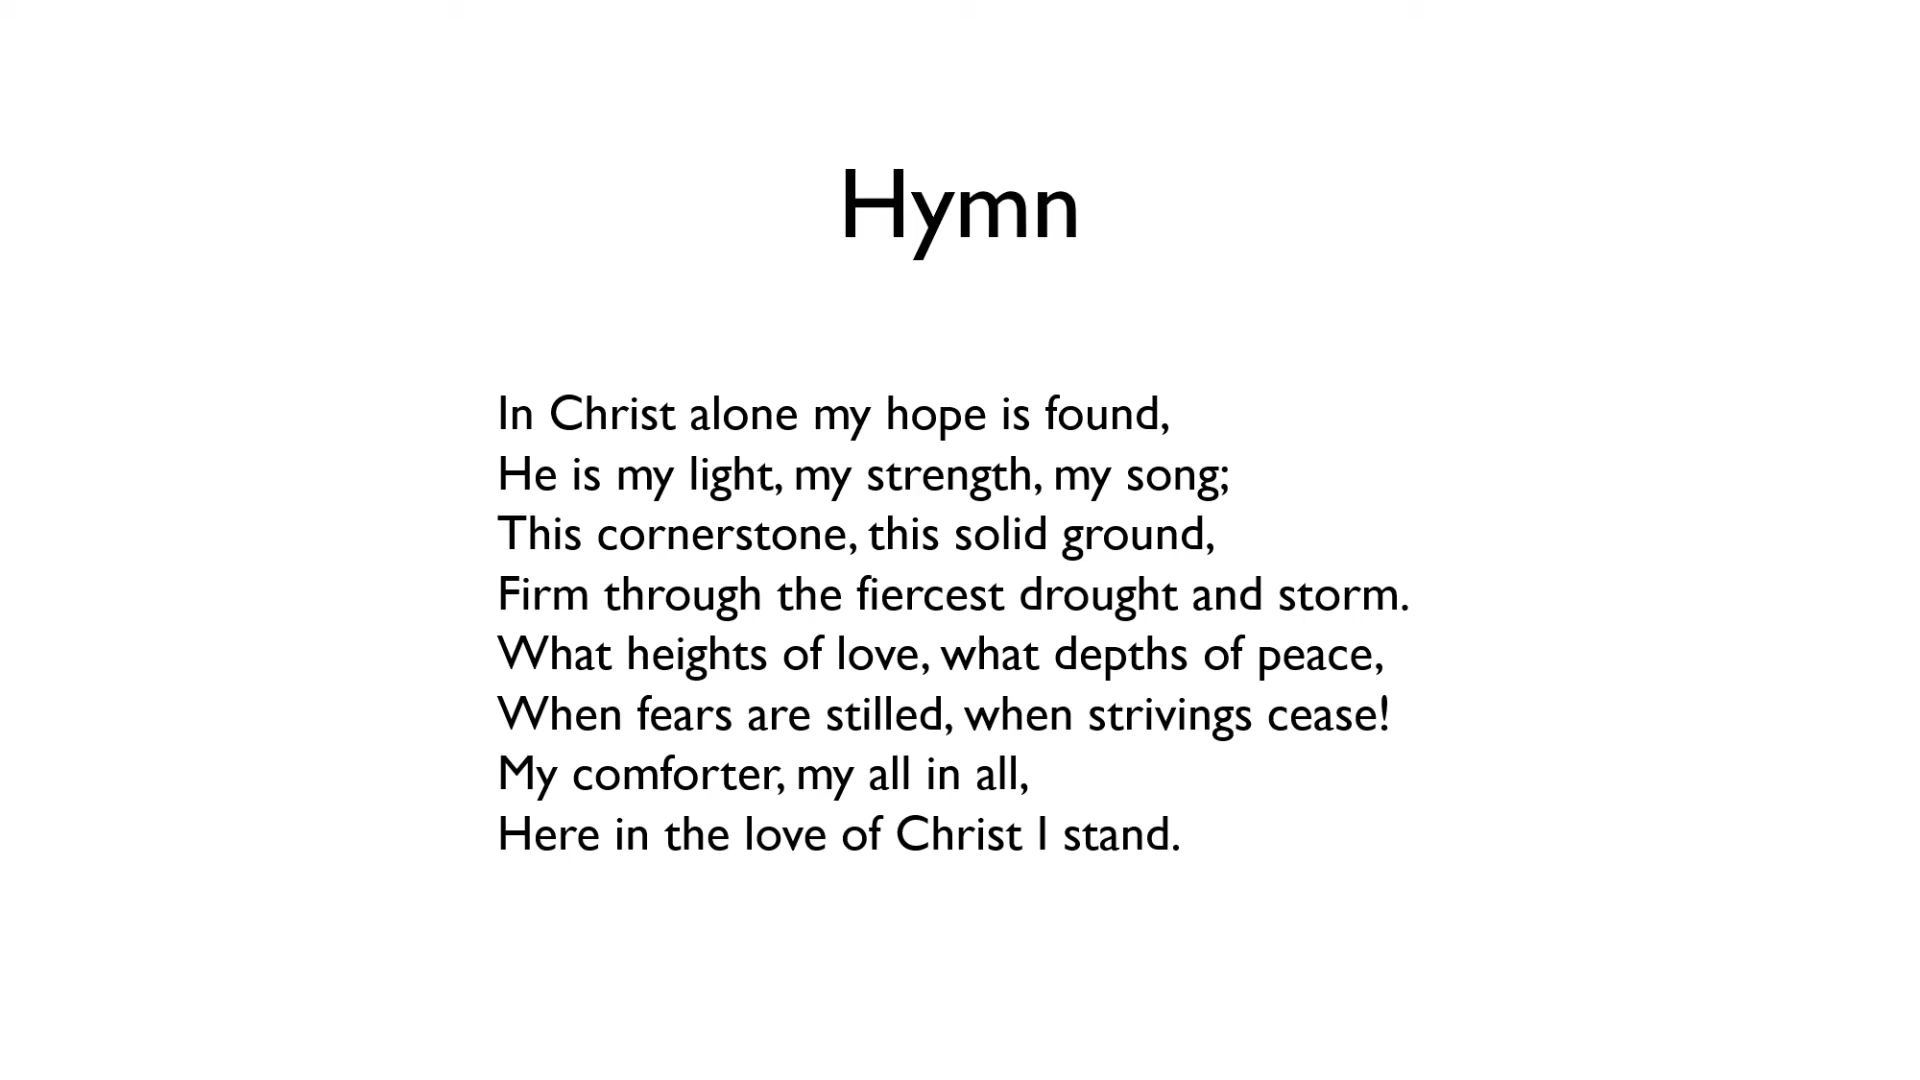 Hymn
In Christ alone my hope is found,
He is my light, my strength, my song;
This cornerstone, this solid ground,
Firm through the fiercest drought and storm.
What heights of love, what depths of peace,
When fears are stilled, when strivings cease!
My comforter, my all in all,
Here in the love of Christ I stand.